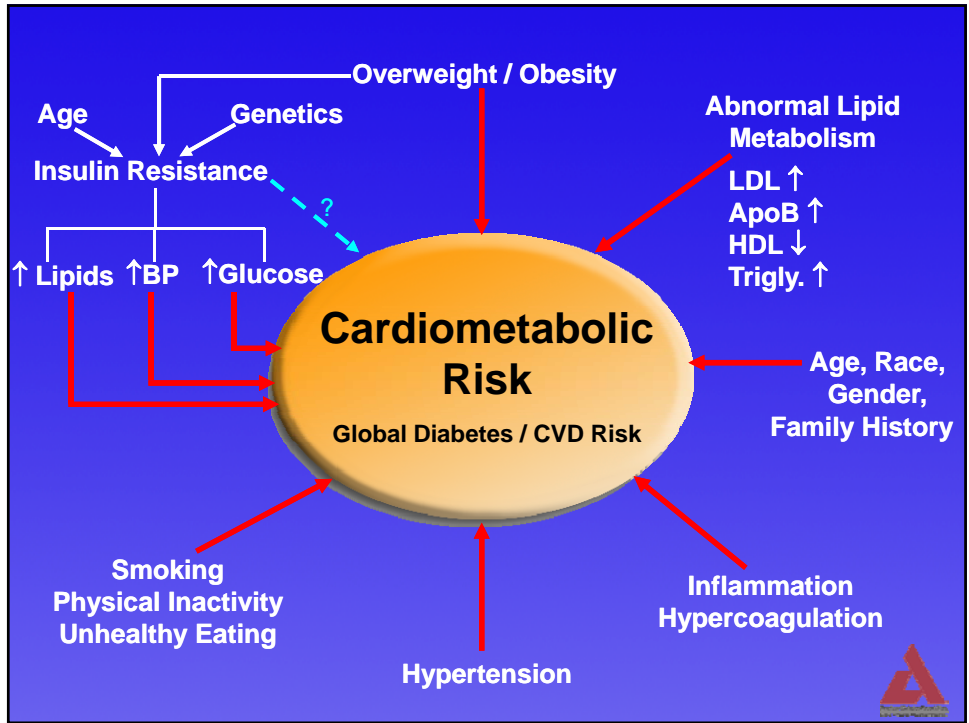 Overweight / Obesity
Age
Genetics
Insulin Resistance
?
↑ Lipids ↑BP ↑Glucose
Abnormal Lipid
Metabolism
LDL ↑
ApoB ↑
HDL ↓
Trigly. ↑
Cardiometabolic
Risk
Global Diabetes / CVD Risk
Age, Race,
Gender,
Family History
Smoking
Physical Inactivity
Unhealthy Eating
Hypertension
Inflammation
Hypercoagulation